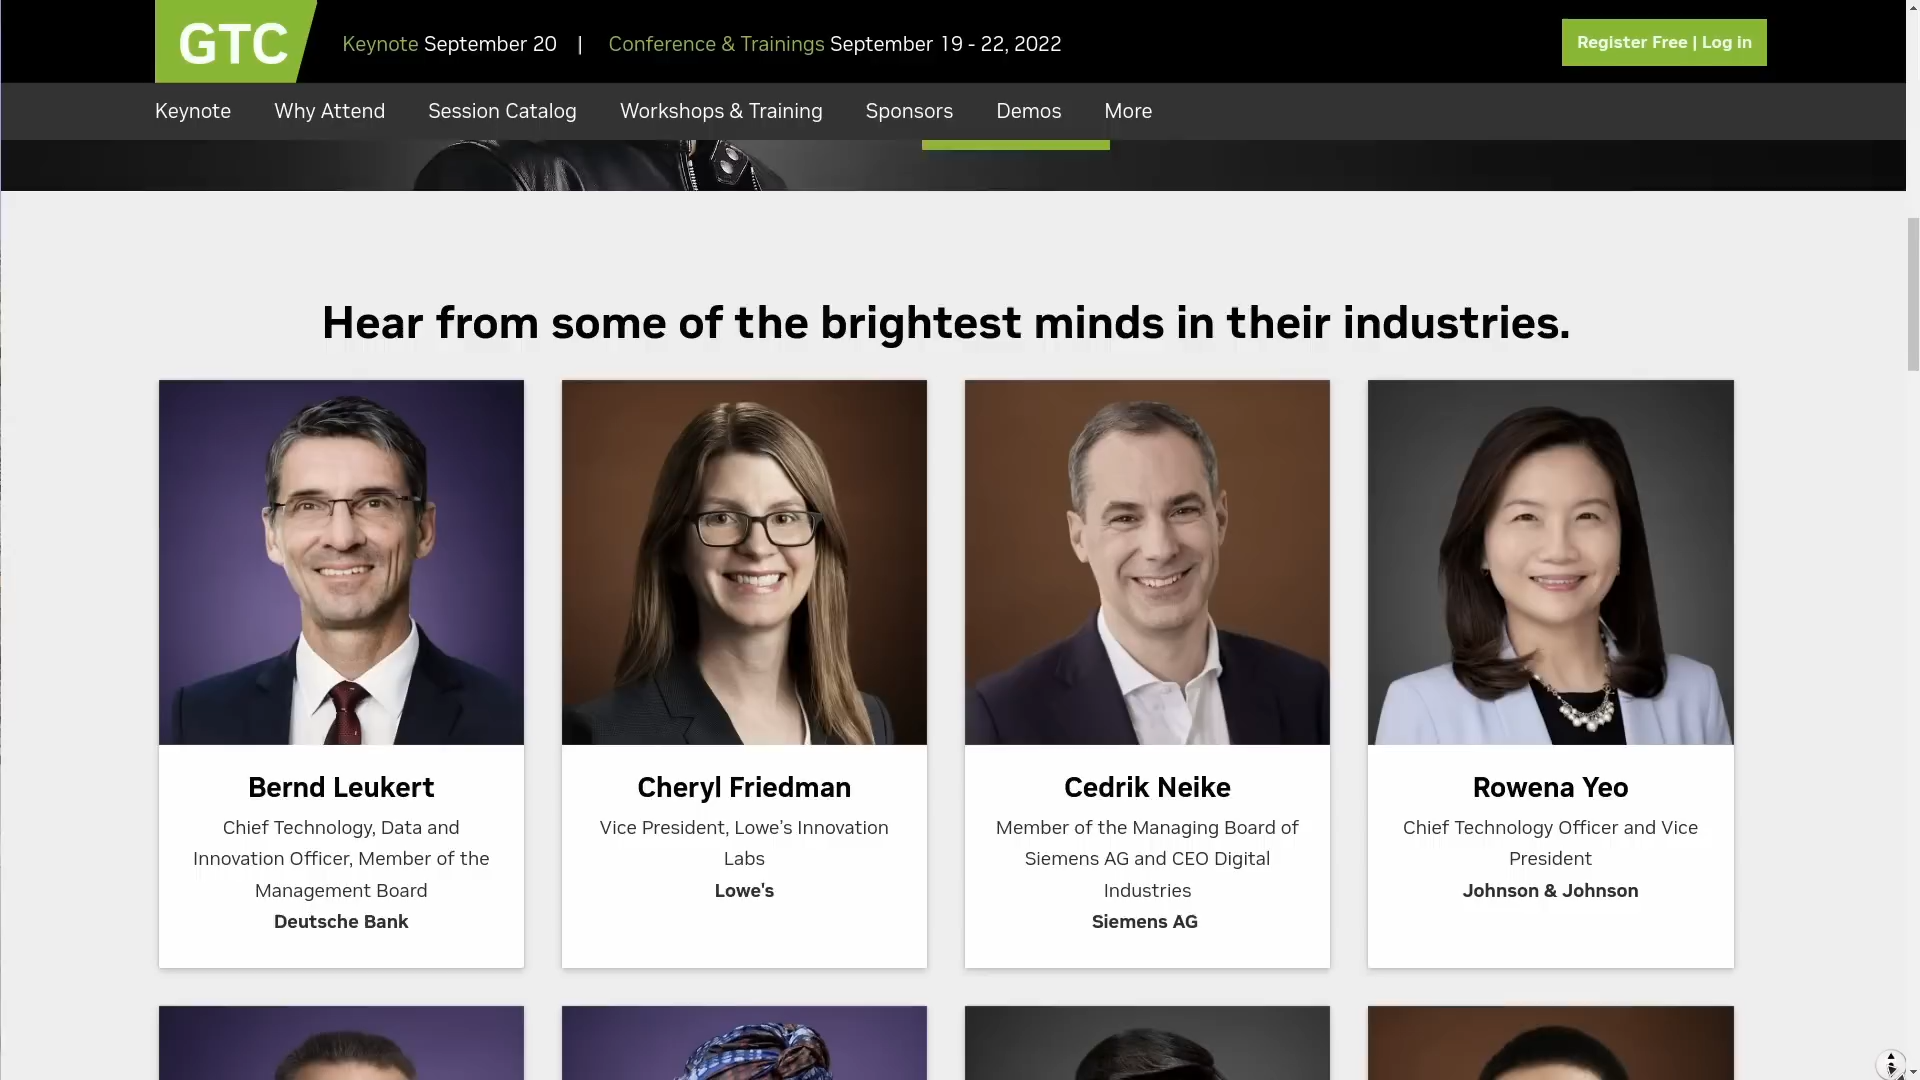 GTC
Keynote September 20 | Conference & Trainings September 19 - 22, 2022
Register Free | Log in
Keynote Why Attend Session Catalog Workshops & Training Sponsors Demos More
Hear from some of the brightest minds in their industries.
Bernd Leukert
Chief Technology, Data and
Innovation Officer, Member of the
Management Board
Deutsche Bank
Cheryl Friedman
Vice President, Lowe's Innovation
Labs
Lowe's
Cedrik Neike
Member of the Managing Board of
Siemens AG and CEO Digital
Industries
Siemens AG
Rowena Yeo
Chief Technology Officer and Vice
President
Johnson & Johnson